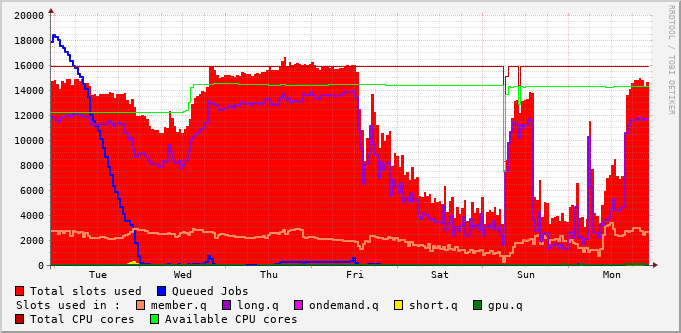 20000
18000
16000
14000
12000
10000
8000
6000
4000
2000
0
Tue Wed Thu Fri Sat Sun Mon
Total slots used Queued Jobs
Slots used in : member.q long.q ondemand.q short.q gpu.q
Total CPU cores Available CPU cores
RRDTOOL / TOBI OETIKER